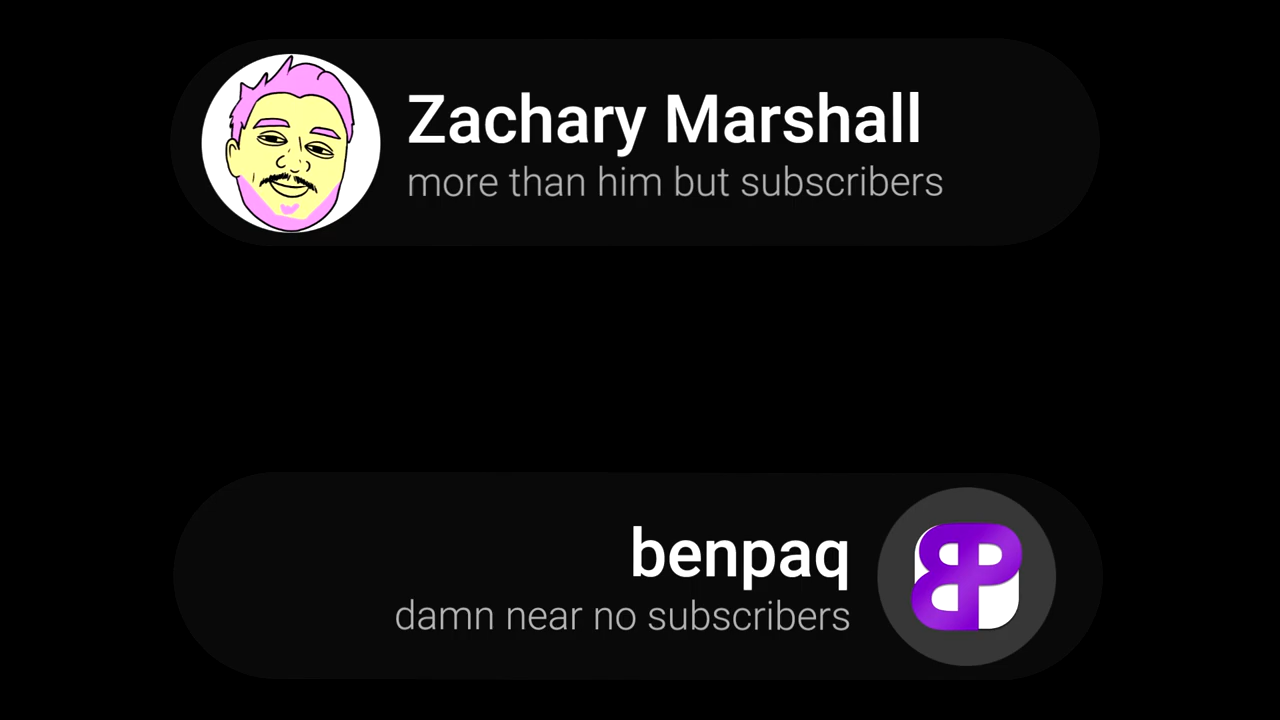 Zachary Marshall
more than him but subscribers
benpaq
damn near no subscribers